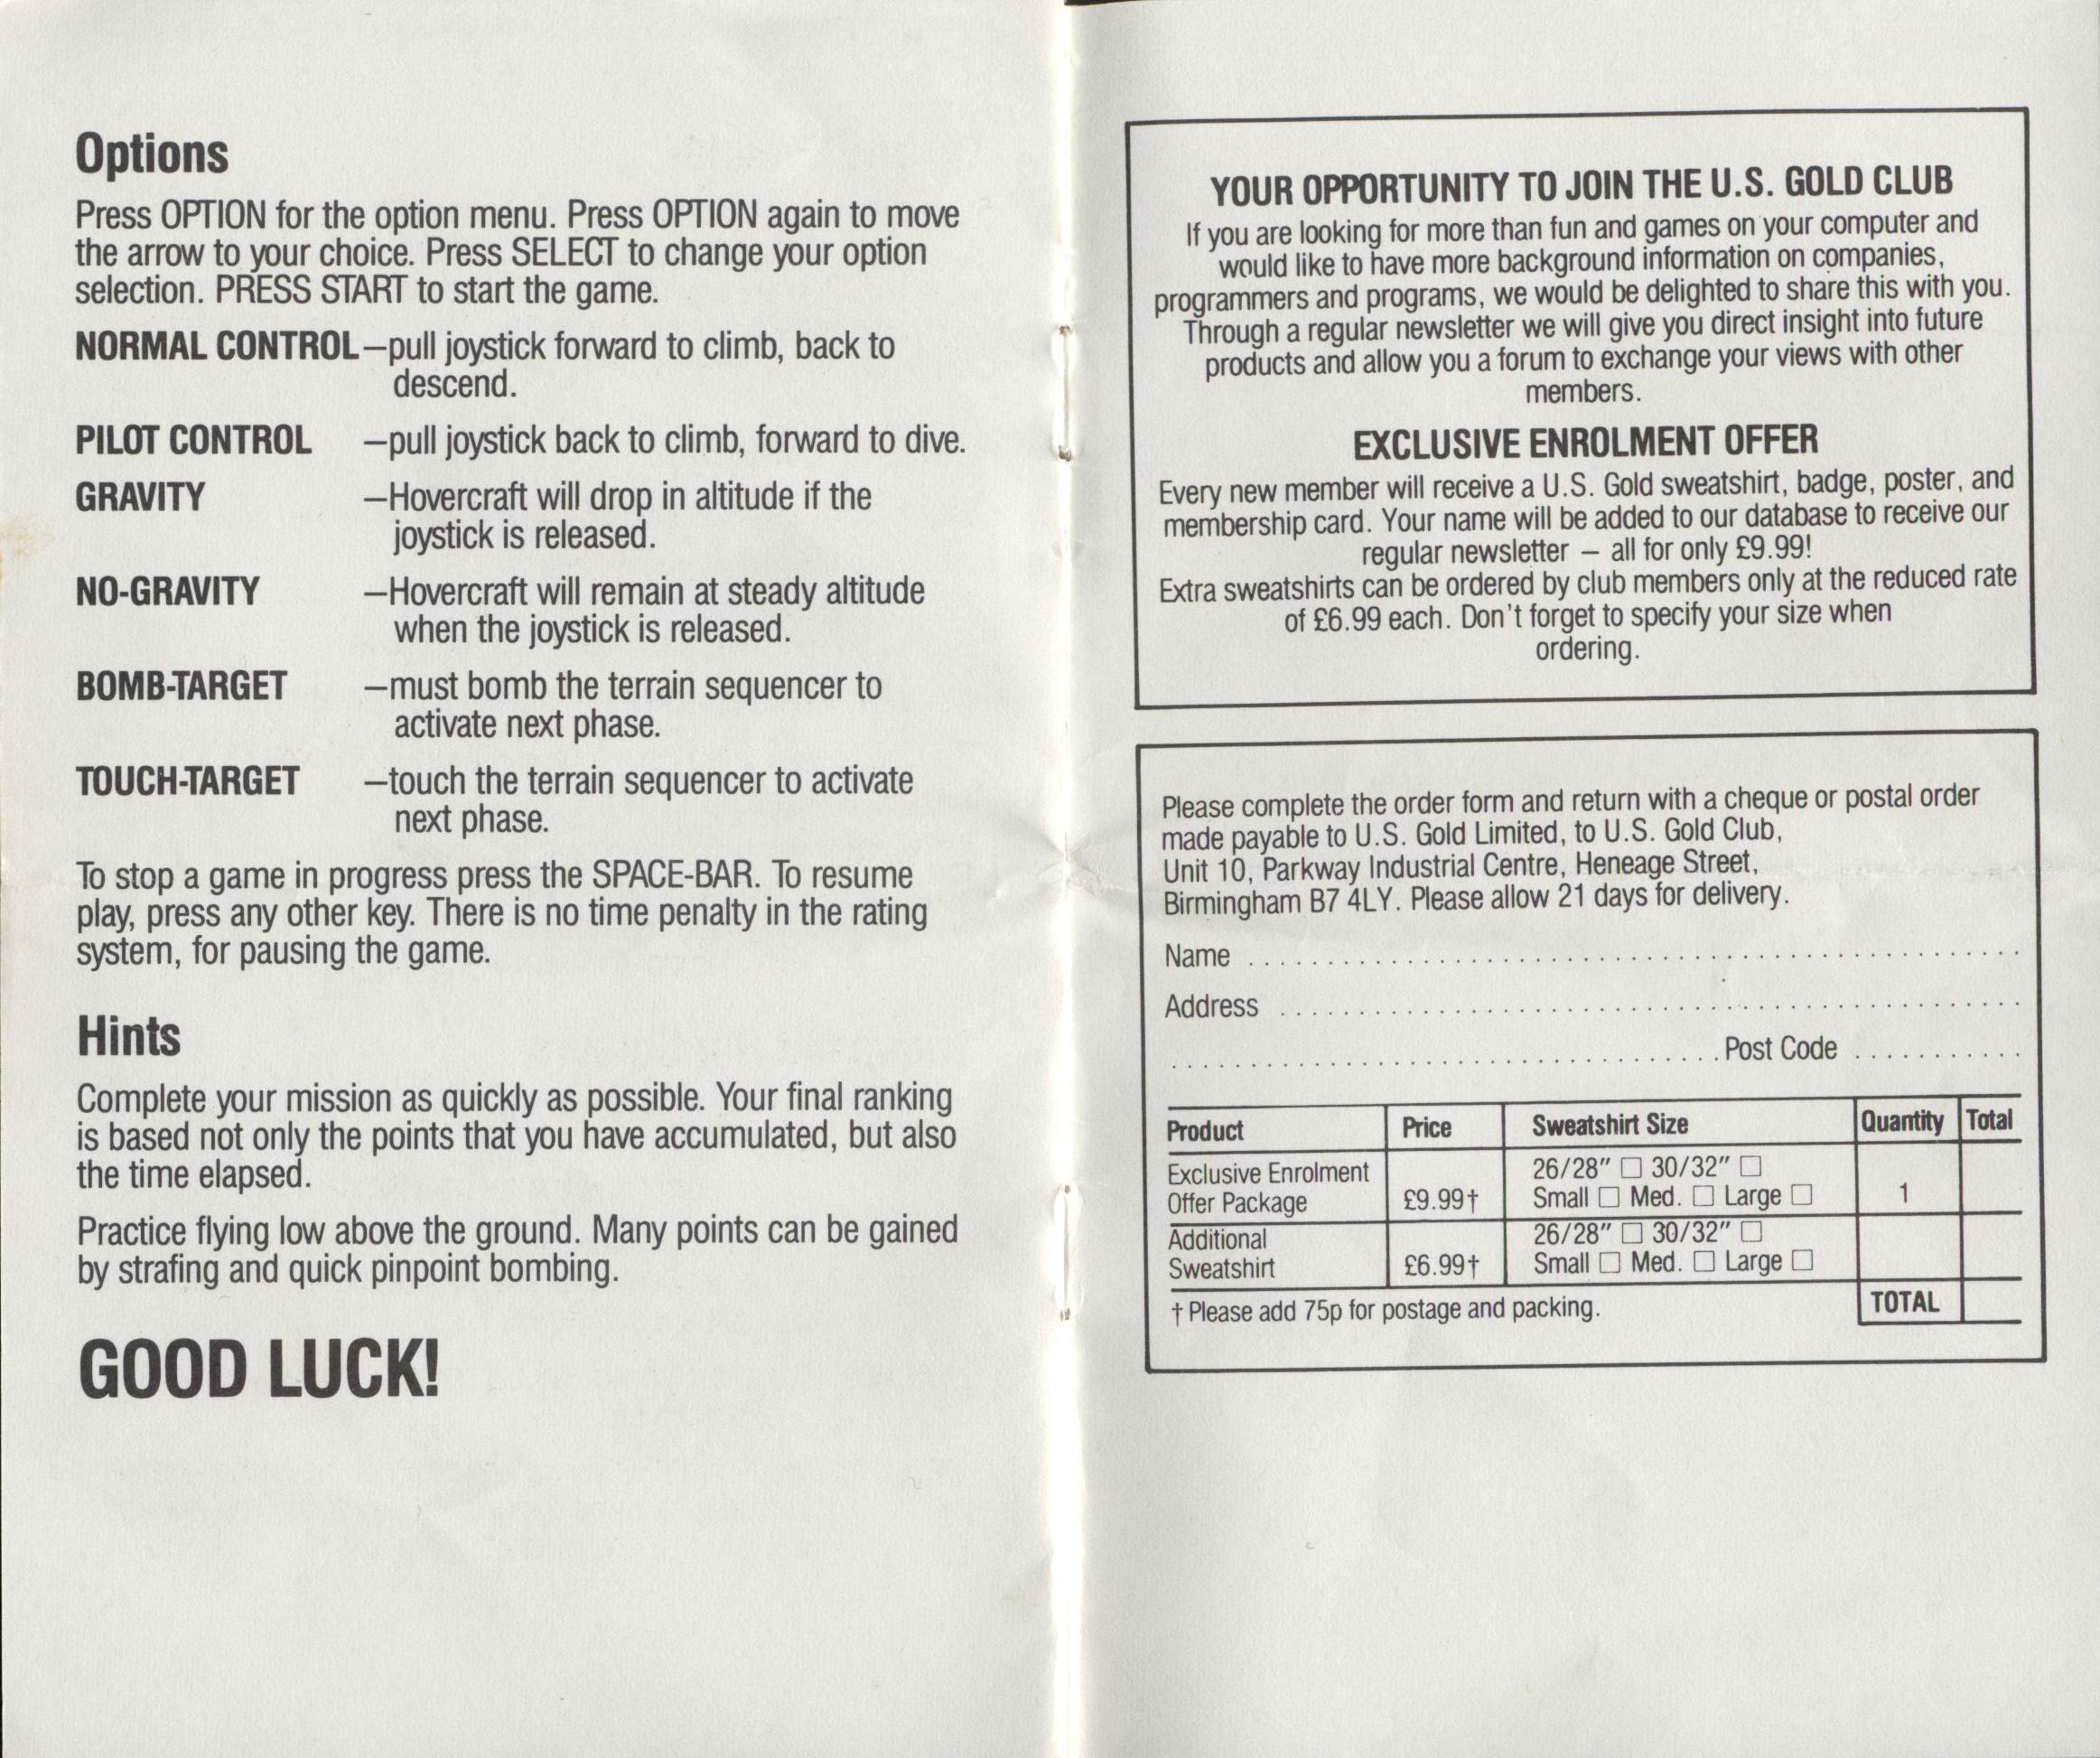 Options
Press OPTION for the option menu. Press OPTION again to move
the arrow to your choice. Press SELECT to change your option
selection. PRESS START to start the game.
NORMAL CONTROL—pull joystick forward to climb, back to
descend.
PILOT CONTROL —pull joystick back to climb, forward to dive.
GRAVITY —Hovercraft will drop in altitude if the
joystick is released.
NO-GRAVITY —Hovercraft will remain at steady altitude
when the joystick is released.
BOMB-TARGET —must bomb the terrain sequencer to
activate next phase.
TOUCH-TARGET —touch the terrain sequencer to activate
next phase.
To stop a game in progress press the SPACE-BAR. To resume
play, press any other key. There is no time penalty in the rating
system, for pausing the game.
Hints
Complete your mission as quickly as possible. Your final ranking
is based not only the points that you have accumulated, but also
the time elapsed.
Practice flying low above the ground. Many points can be gained
by strafing and quick pinpoint bombing.
GOOD LUCK!
YOUR OPPORTUNITY TO JOIN THE U.S. GOLD CLUB
If you are looking for more than fun and games on your computer and
would like to have more background information on companies,
programmers and programs, we would be delighted to share this with you.
Through a regular newsletter we will give you direct insight into future
products and allow you a forum to exchange your views with other
members.
EXCLUSIVE ENROLMENT OFFER
Every new member will receive a U.S. Gold sweatshirt, badge, poster, and
membership card. Your name will be added to our database to receive our
regular newsletter — all for only £9.99!
Extra sweatshirts can be ordered by club members only at the reduced rate
of £6.99 each. Don't forget to specify your size when
ordering.
Please complete the order form and return with a cheque or postal order
made payable to U.S. Gold Limited, to U.S. Gold Club,
Unit 10, Parkway Industrial Centre, Heneage Street,
Birmingham B7 4LY. Please allow 21 days for delivery.
Name ..................................................
Address ................................................
...................................Post Code ...........
Product Price Sweatshirt Size Quantity Total
Exclusive Enrolment 26/28" □ 30/32" □
Offer Package £9.99† Small □ Med. □ Large □ 1
Additional 26/28" □ 30/32" □
Sweatshirt £6.99† Small □ Med. □ Large □
† Please add 75p for postage and packing. TOTAL